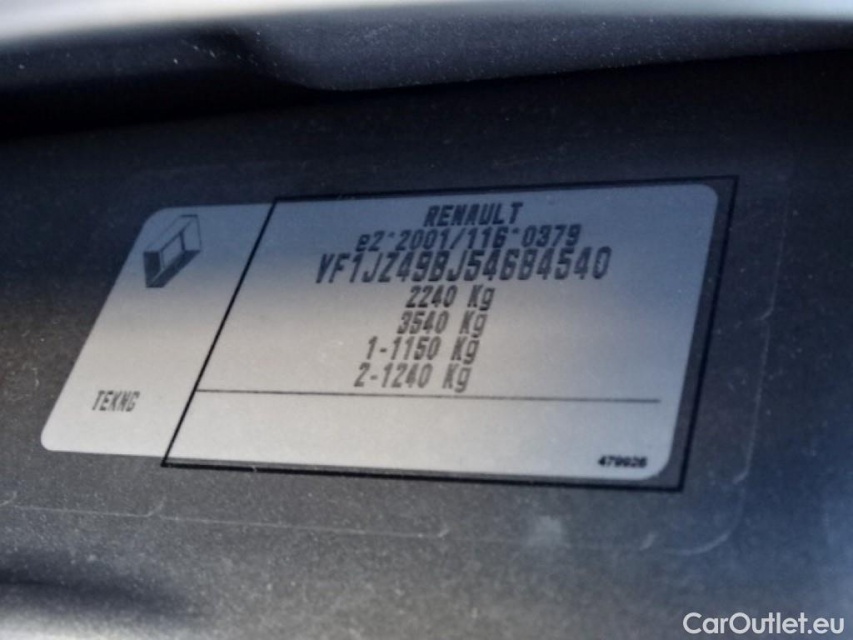 RENAULT
e2*2001/116*0379
VF1JZ49BJ54684540
2240 Kg
3540 Kg
1-1150 Kg
2-1240 Kg
TEKNG
479926
CarOutlet.eu